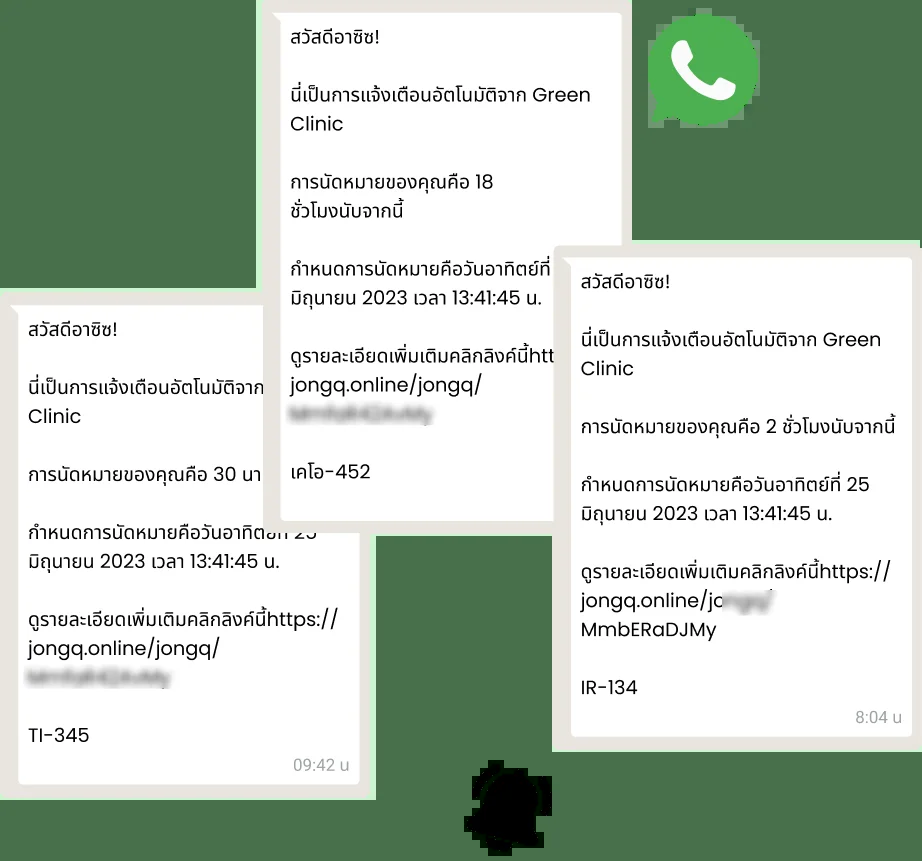 สวัสดีอาซิซ!
นี่เป็นการแจ้งเตือนอัตโนมัติจาก Green
Clinic
การนัดหมายของคุณคือ 18
ชั่วโมงนับจากนี้
กำหนดการนัดหมายคือวันอาทิตย์ที่
มิถุนายน 2023 เวลา 13:41:45 น.
ดูรายละเอียดเพิ่มเติมคลิกลิงค์นี้htt
jongq.online/jongq/
เคโอ-452
สวัสดีอาซิซ!
นี่เป็นการแจ้งเตือนอัตโนมัติจาก Green
Clinic
การนัดหมายของคุณคือ 2 ชั่วโมงนับจากนี้
กำหนดการนัดหมายคือวันอาทิตย์ที่ 25
มิถุนายน 2023 เวลา 13:41:45 น.
ดูรายละเอียดเพิ่มเติมคลิกลิงค์นี้https://
jongq.online/jongq/
MmbERaDJMy
IR-134
8:04 u
สวัสดีอาซิซ!
นี่เป็นการแจ้งเตือนอัตโนมัติจาก
Clinic
การนัดหมายของคุณคือ 30 นา
กำหนดการนัดหมายคือวันอาทิตย์ที่ 25
มิถุนายน 2023 เวลา 13:41:45 น.
ดูรายละเอียดเพิ่มเติมคลิกลิงค์นี้https://
jongq.online/jongq/
TI-345
09:42 u